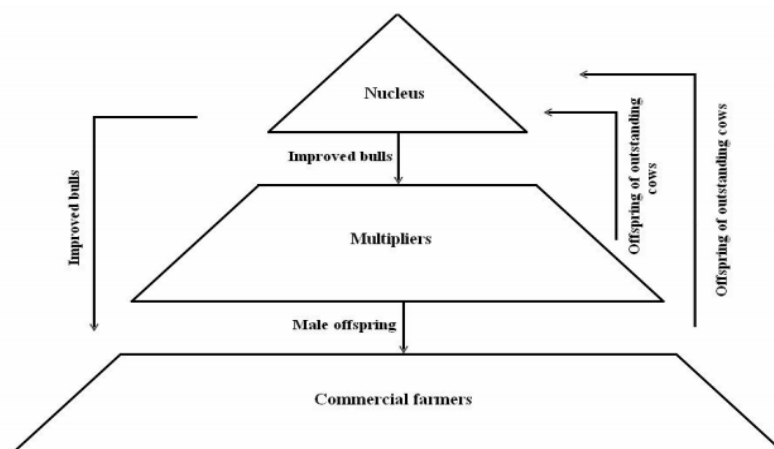 Nucleus
Improved bulls
Multipliers
Male offspring
Commercial farmers
Improved bulls
Offspring of outstanding
cows
Offspring of outstanding cows